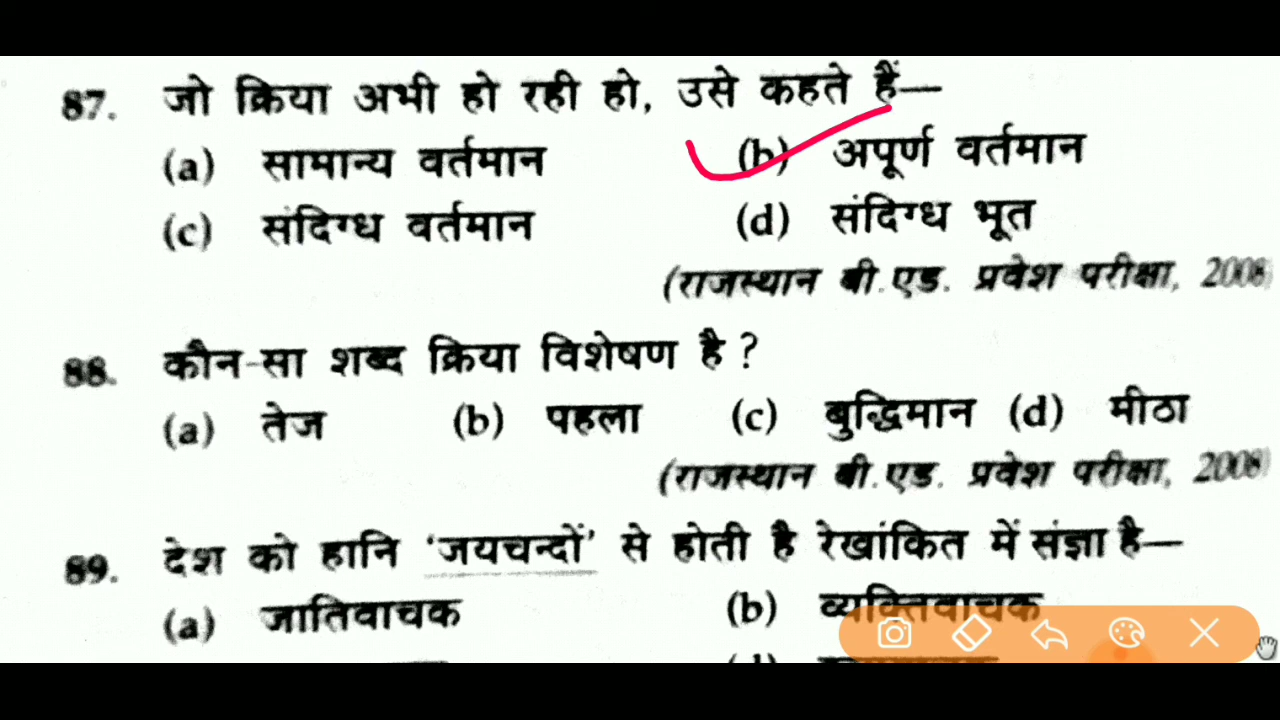 87. जो क्रिया अभी हो रही हो, उसे कहते हैं—
(a) सामान्य वर्तमान (b) अपूर्ण वर्तमान
(c) संदिग्ध वर्तमान (d) संदिग्ध भूत
(राजस्थान बी.एड. प्रवेश परीक्षा, 2008)
88. कौन-सा शब्द क्रिया विशेषण है ?
(a) तेज (b) पहला (c) बुद्धिमान (d) मीठा
(राजस्थान बी.एड. प्रवेश परीक्षा, 2008)
89. देश को हानि ‘जयचन्दों’ से होती है रेखांकित में संज्ञा है—
(a) जातिवाचक (b) व्यक्तिवाचक